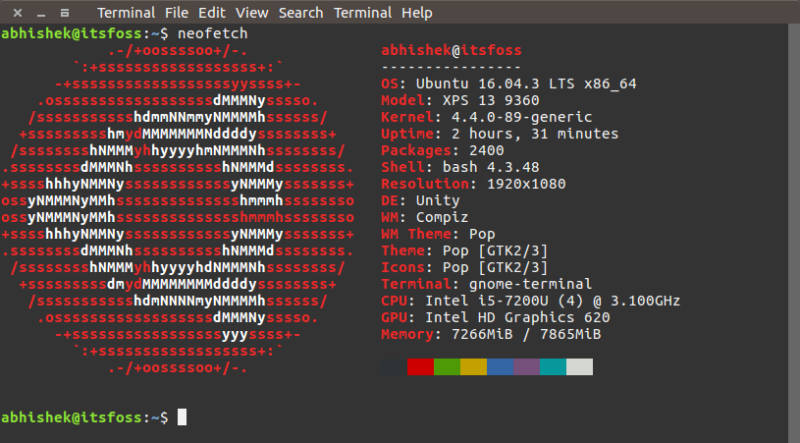 Terminal File Edit View Search Terminal Help
abhishek@itsfoss:~$ neofetch
.-/+oossssoo+/-.
`:+ssssssssssssssssss+:`
-+ssssssssssssssssssyyssss+-
.ossssssssssssssssssdMMMNysssso.
/ssssssssssshdmmNNmmyNMMMMhssssss/
+ssssssssshmydMMMMMMMNddddyssssssss+
/sssssssshNMMMyhhyyyyhmNMMMNhssssssss/
.ssssssssdMMMNhsssssssssshNMMMdssssssss.
+sssshhhyNMMNyssssssssssssyNMMMysssssss+
ossyNMMMNyMMhsssssssssssssshmmmhssssssso
ossyNMMMNyMMhsssssssssssssshmmmhssssssso
+sssshhhyNMMNyssssssssssssyNMMMysssssss+
.ssssssssdMMMNhsssssssssshNMMMdssssssss.
/sssssssshNMMMyhhyyyyhdNMMMNhssssssss/
+sssssssssdmydMMMMMMMMddddyssssssss+
/ssssssssssshdmNNNNmyNMMMMhssssss/
.ossssssssssssssssssdMMMNysssso.
-+sssssssssssssssssyyyssss+-
`:+ssssssssssssssssss+:`
.-/+oossssoo+/-.
abhishek@itsfoss
----------------
OS: Ubuntu 16.04.3 LTS x86_64
Model: XPS 13 9360
Kernel: 4.4.0-89-generic
Uptime: 2 hours, 31 minutes
Packages: 2400
Shell: bash 4.3.48
Resolution: 1920x1080
DE: Unity
WM: Compiz
WM Theme: Pop
Theme: Pop [GTK2/3]
Icons: Pop [GTK2/3]
Terminal: gnome-terminal
CPU: Intel i5-7200U (4) @ 3.100GHz
GPU: Intel HD Graphics 620
Memory: 7266MiB / 7865MiB
abhishek@itsfoss:~$